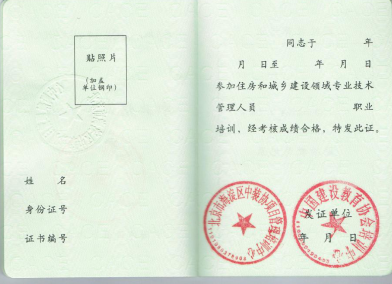 贴照片
(加盖
单位钢印)
姓 名
身份证号
证书编号
同志于 年
月 日至 年 月 日
参加住房和城乡建设领域专业技术
管理人员 职业
培训，经考核成绩合格，特发此证。
发证单位
年 月 日
中国建设教育协会培训中心